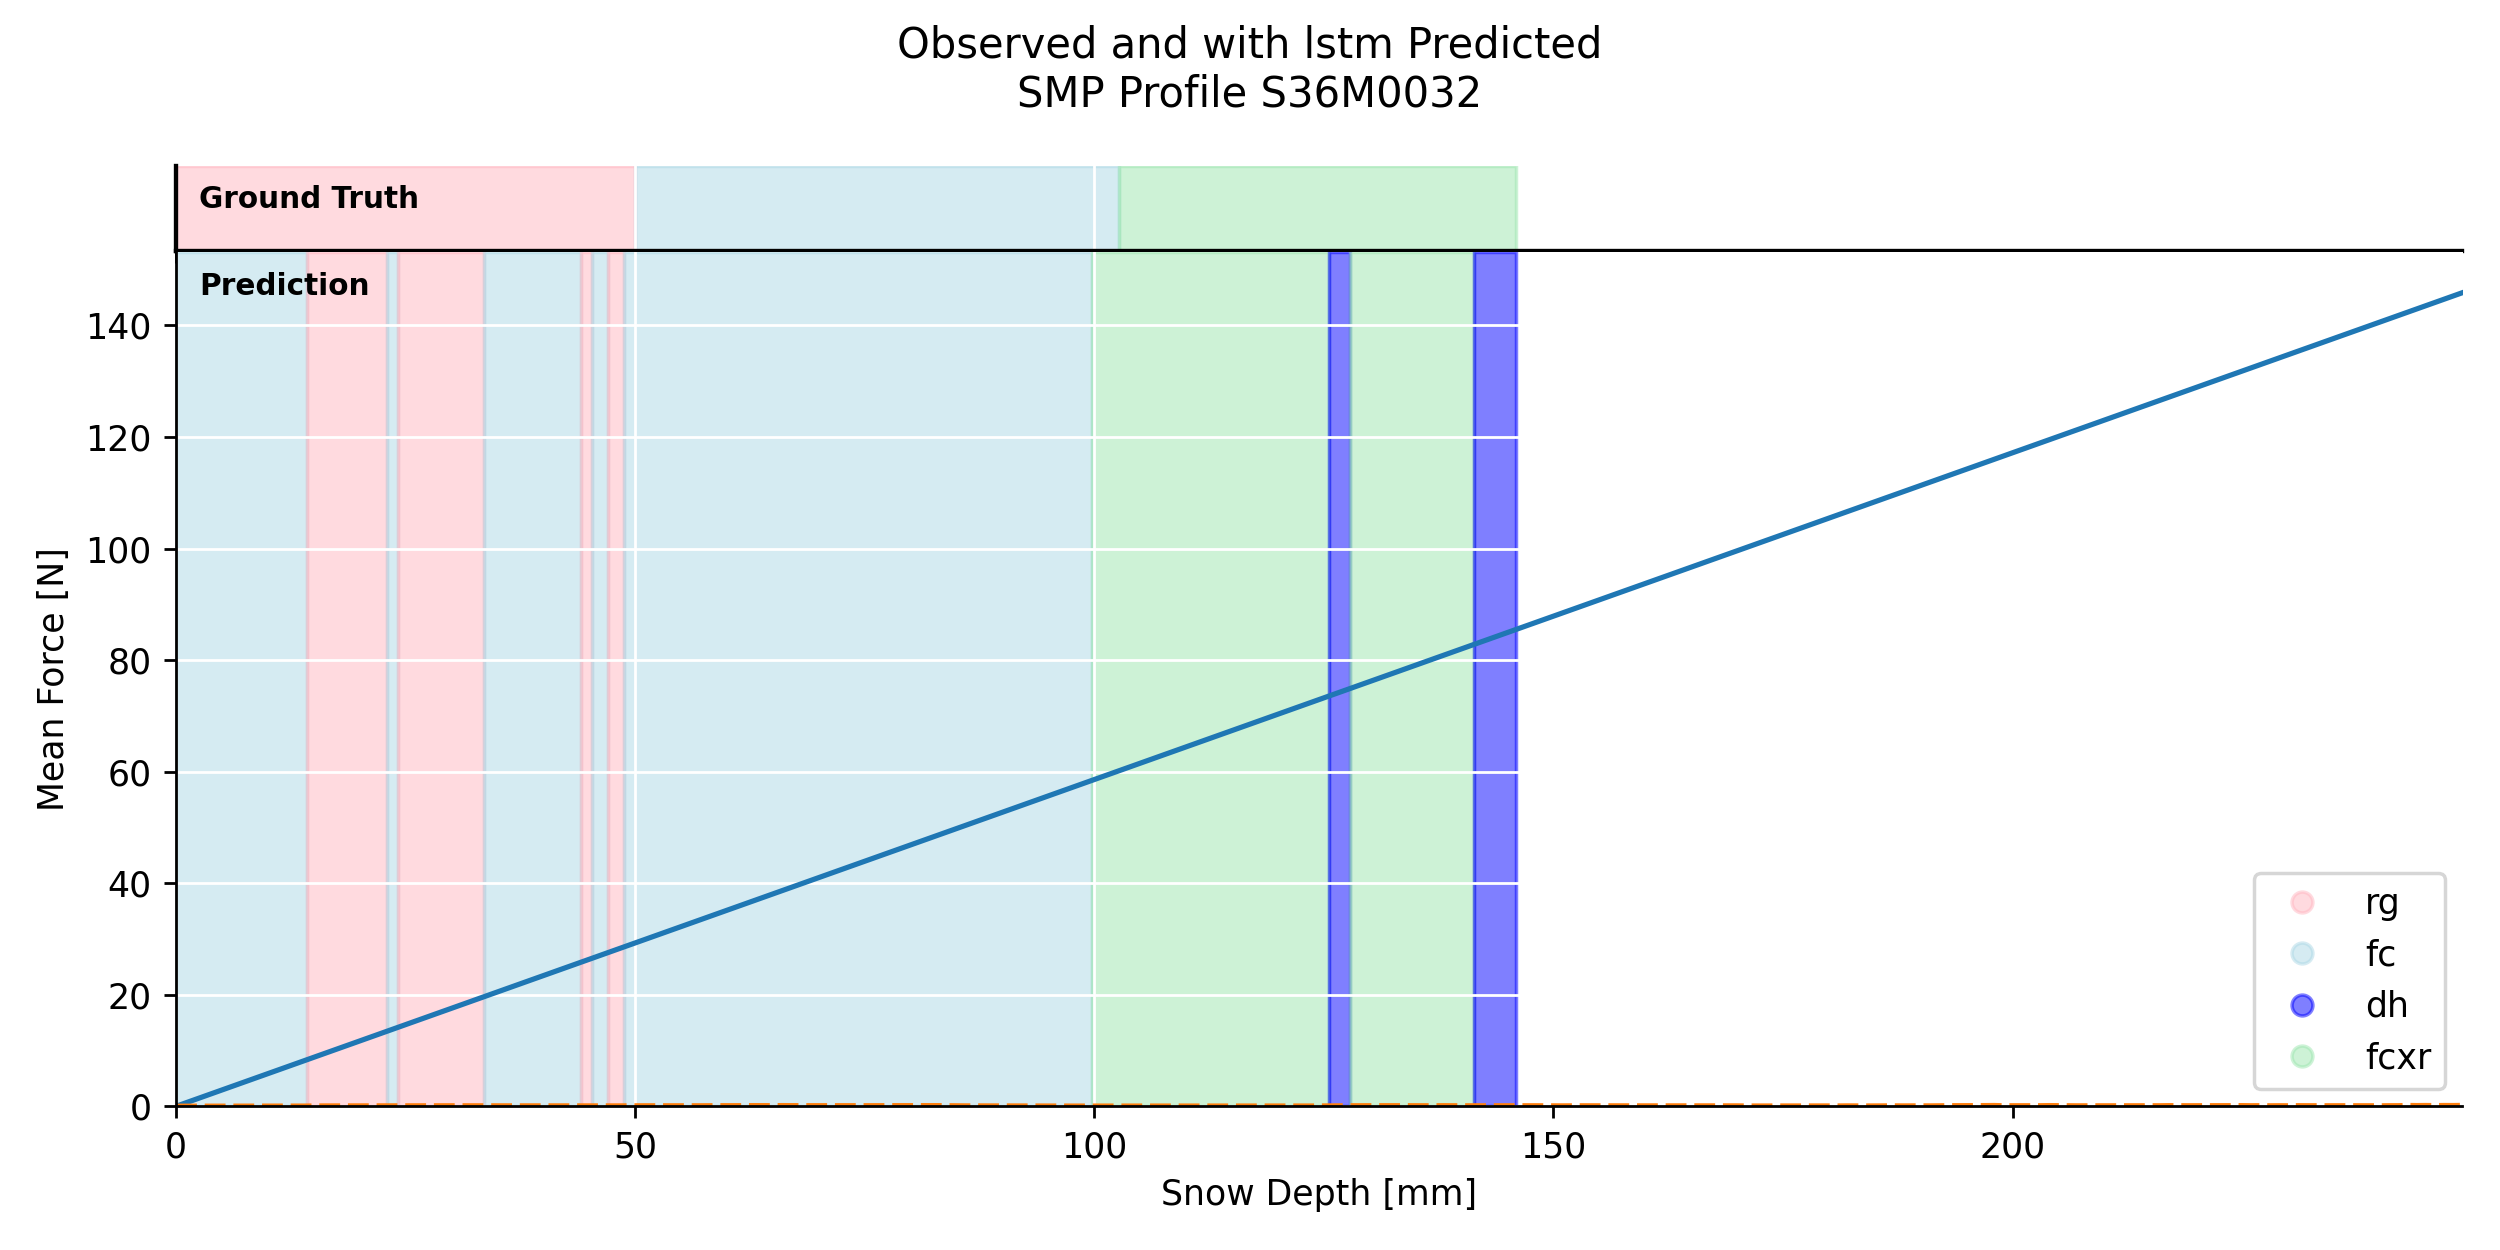 Observed and with lstm Predicted
SMP Profile S36M0032
Ground Truth
Prediction
140
120
100
80
60
40
20
0
Mean Force [N]
0 50 100 150 200
Snow Depth [mm]
rg
fc
dh
fcxr